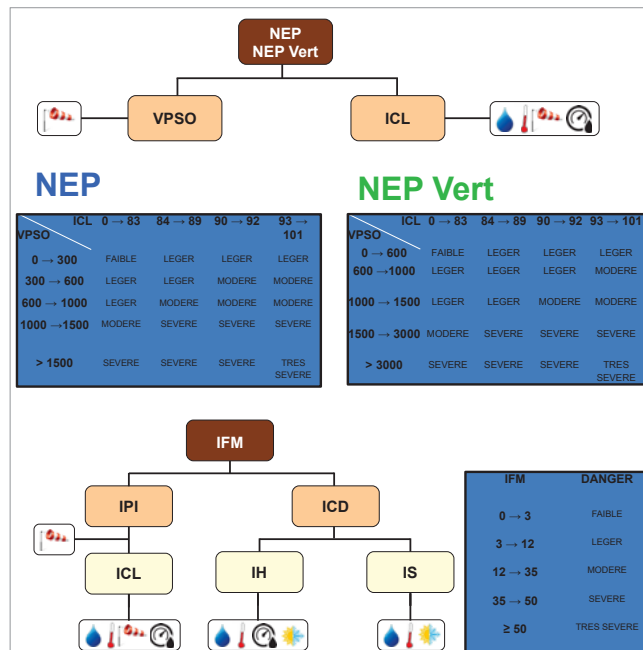 NEP
NEP Vert
VPSO
ICL
NEP
NEP Vert
ICL 0 → 83 84 → 89 90 → 92 93 → 101
VPSO
0 → 300 FAIBLE LEGER LEGER LEGER
300 → 600 LEGER LEGER MODERE MODERE
600 → 1000 LEGER MODERE MODERE MODERE
1000 →1500 MODERE SEVERE SEVERE SEVERE
> 1500 SEVERE SEVERE SEVERE TRES SEVERE
ICL 0 → 83 84 → 89 90 → 92 93 → 101
VPSO
0 → 600 FAIBLE LEGER LEGER LEGER
600 →1000 LEGER LEGER LEGER MODERE
1000 → 1500 LEGER LEGER MODERE MODERE
1500 → 3000 MODERE SEVERE SEVERE SEVERE
> 3000 SEVERE SEVERE SEVERE TRES SEVERE
IFM
IPI
ICD
ICL
IH
IS
IFM DANGER
0 → 3 FAIBLE
3 → 12 LEGER
12 → 35 MODERE
35 → 50 SEVERE
≥ 50 TRES SEVERE